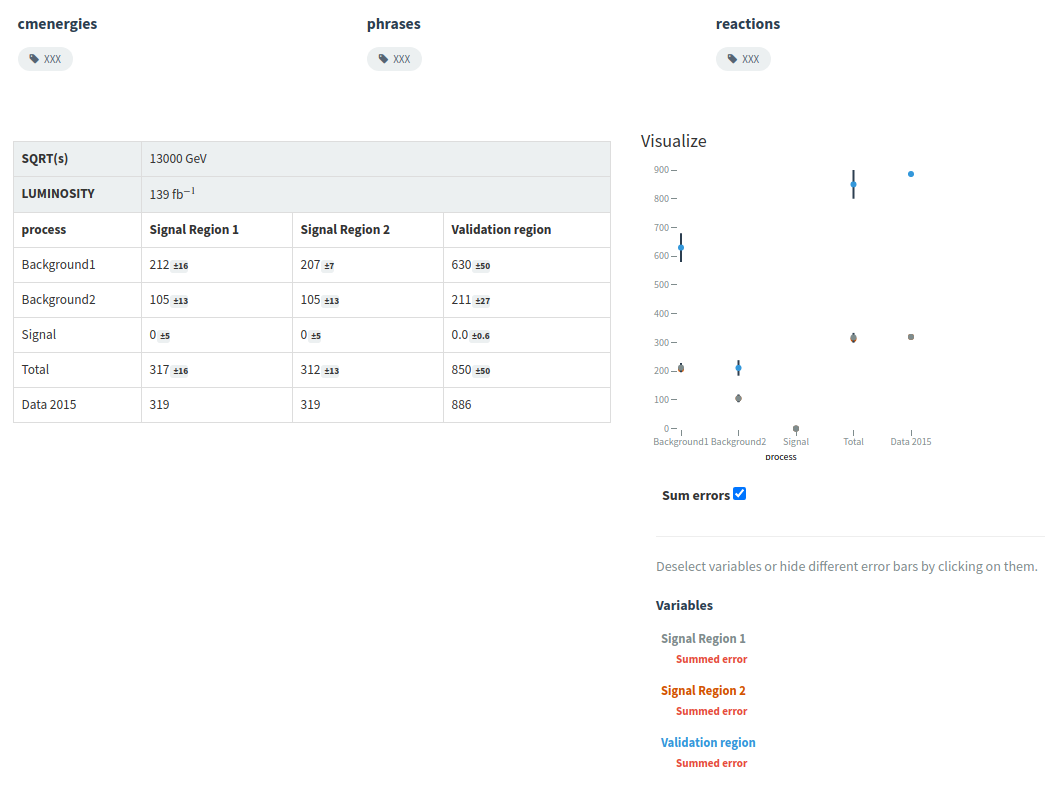 cmenergies phrases reactions
XXX XXX XXX
SQRT(s) 13000 GeV
LUMINOSITY 139 fb−1
process Signal Region 1 Signal Region 2 Validation region
Background1 212 ±16 207 ±7 630 ±50
Background2 105 ±13 105 ±13 211 ±27
Signal 0 ±5 0 ±5 0.0 ±0.6
Total 317 ±16 312 ±13 850 ±50
Data 2015 319 319 886
Visualize
900
800
700
600
500
400
300
200
100
0
Background1 Background2 Signal Total Data 2015
process
Sum errors
Deselect variables or hide different error bars by clicking on them.
Variables
Signal Region 1
Summed error
Signal Region 2
Summed error
Validation region
Summed error